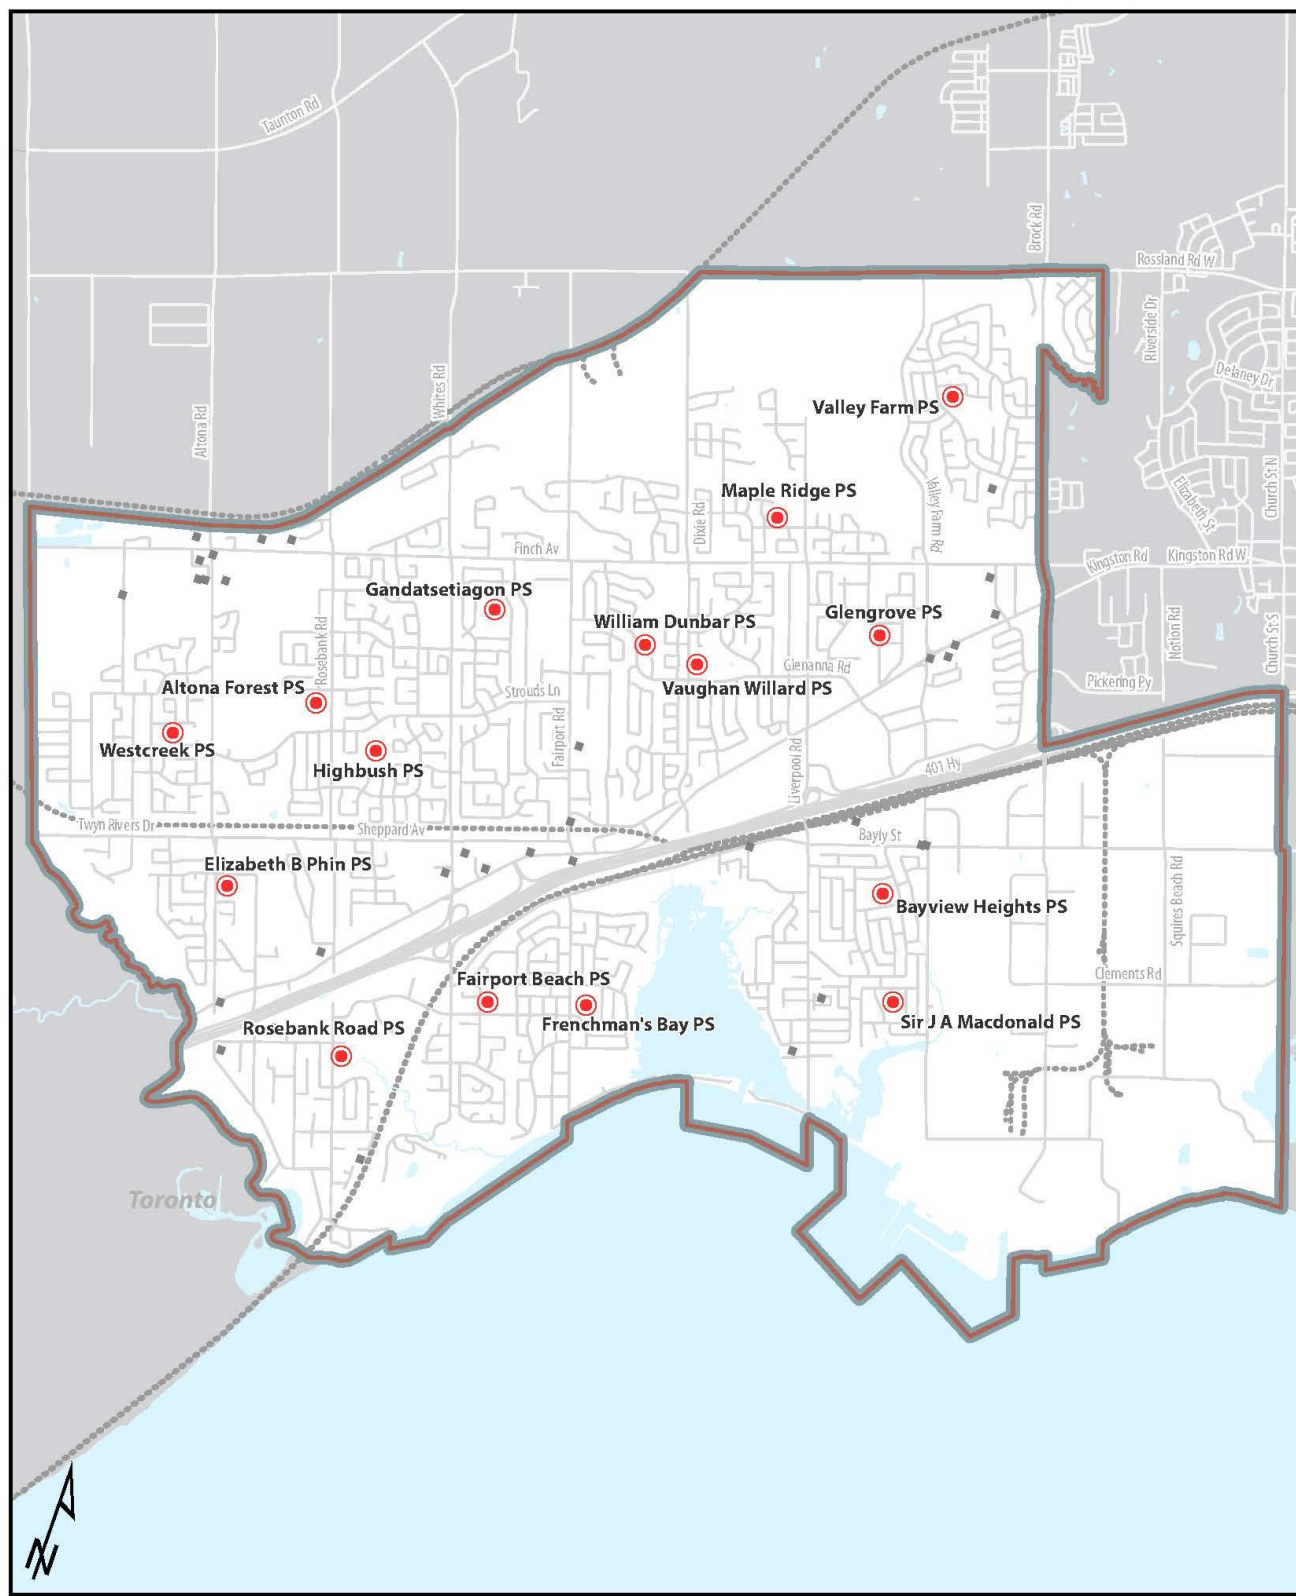 Taunton Rd
Brock Rd
Rossland Rd W
Riverside Dr
Delaney Dr
Whites Rd
Altona Rd
Valley Farm PS
Maple Ridge PS
Valley Farm Rd
Dixie Rd
Elizabeth St
Church St N
Finch Av
Kingston Rd
Kingston Rd W
Gandatsetiagon PS
William Dunbar PS
Glengrove PS
Rosebank Rd
Notion Rd
Church St S
Glenanna Rd
Altona Forest PS
Strouds Ln
Vaughan Willard PS
Pickering Py
Westcreek PS
Highbush PS
Fairport Rd
Liverpool Rd
401 Hy
Twyn Rivers Dr
Sheppard Av
Bayly St
Elizabeth B Phin PS
Bayview Heights PS
Squires Beach Rd
Fairport Beach PS
Clements Rd
Rosebank Road PS
Frenchman's Bay PS
Sir J A Macdonald PS
Toronto
N